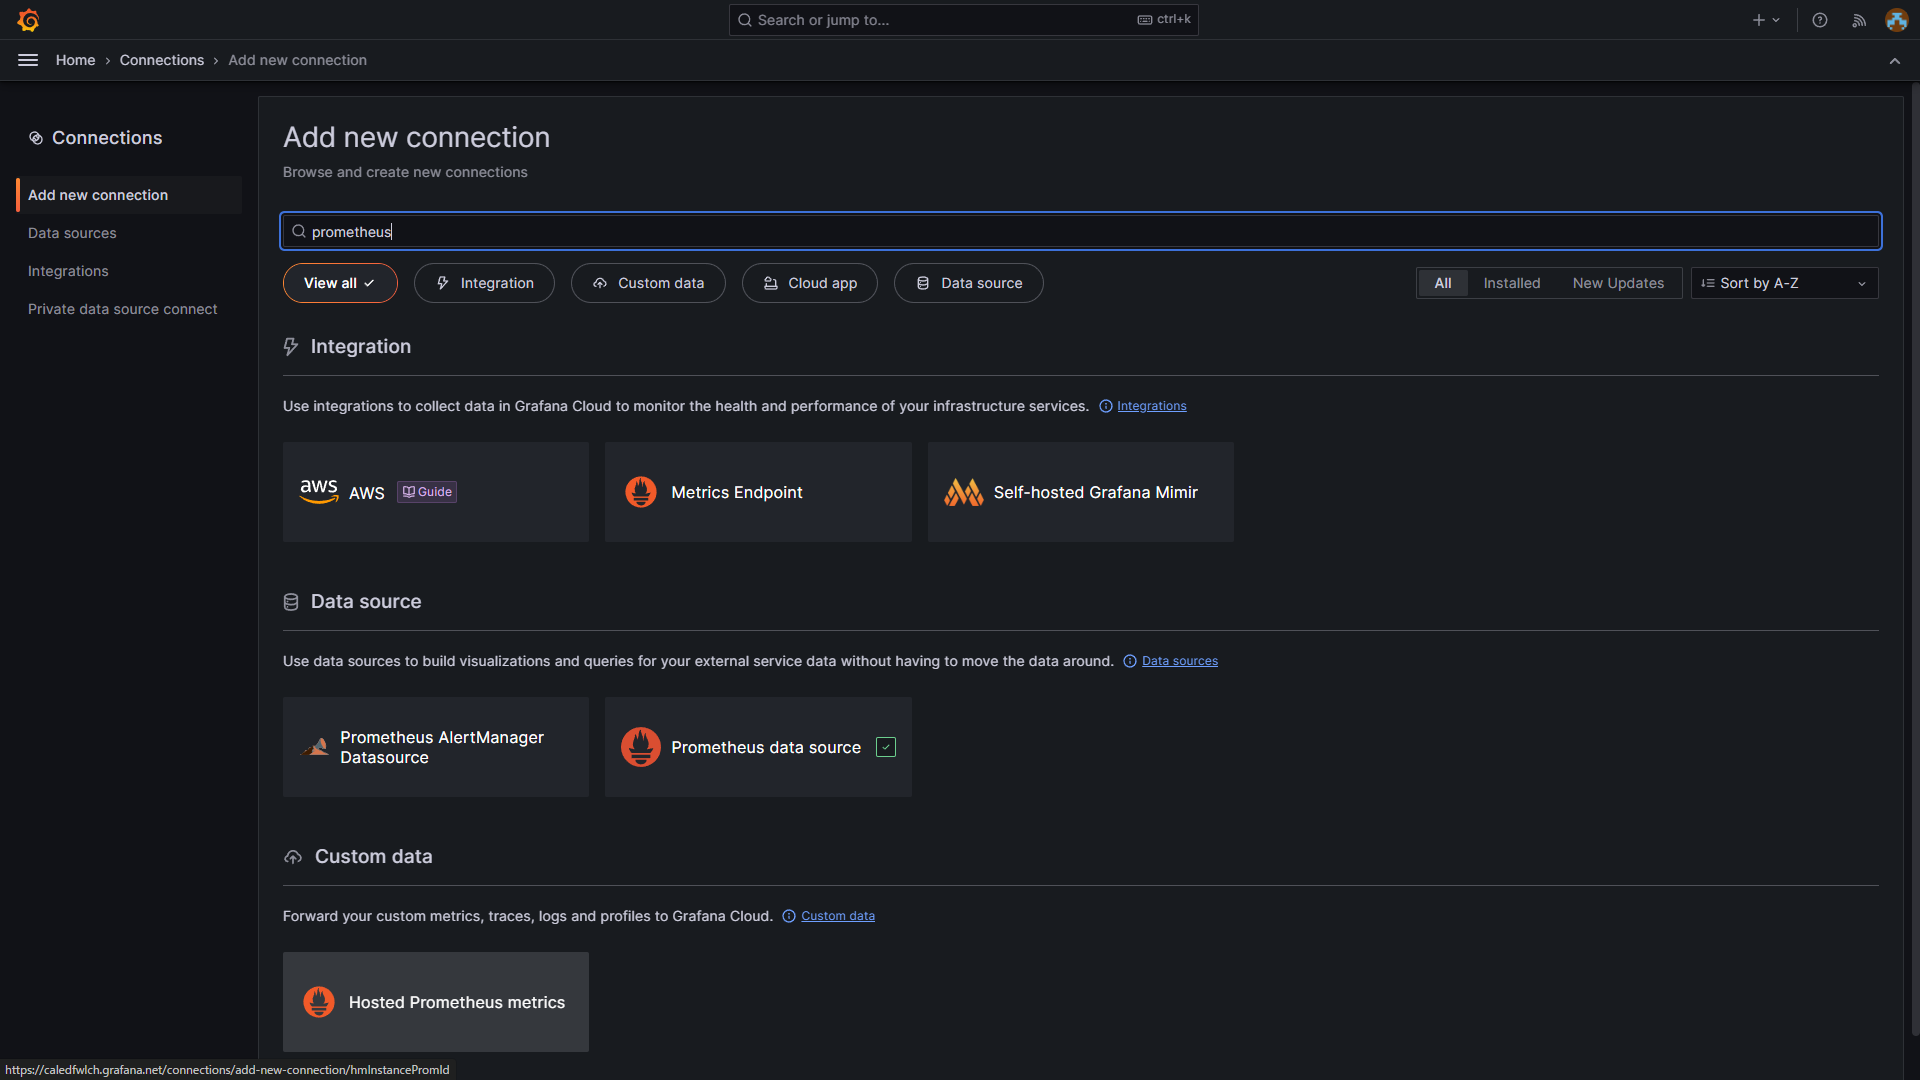 Search or jump to...
ctrl+k
Home › Connections › Add new connection
Connections
Add new connection
Data sources
Integrations
Private data source connect
Add new connection
Browse and create new connections
prometheus
View all
Integration
Custom data
Cloud app
Data source
All
Installed
New Updates
Sort by A-Z
Integration
Use integrations to collect data in Grafana Cloud to monitor the health and performance of your infrastructure services. Integrations
aws AWS Guide
Metrics Endpoint
Self-hosted Grafana Mimir
Data source
Use data sources to build visualizations and queries for your external service data without having to move the data around. Data sources
Prometheus AlertManager
Datasource
Prometheus data source
Custom data
Forward your custom metrics, traces, logs and profiles to Grafana Cloud. Custom data
Hosted Prometheus metrics
https://caledfwlch.grafana.net/connections/add-new-connection/hmInstancePromId